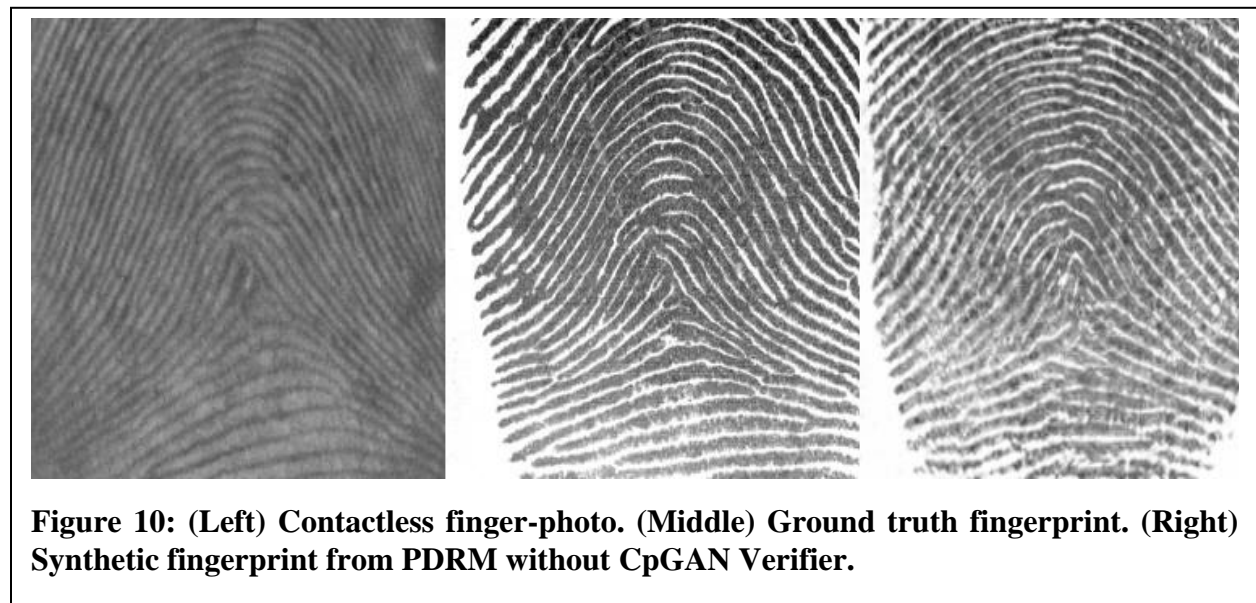 Figure 10: (Left) Contactless finger-photo. (Middle) Ground truth fingerprint. (Right)
Synthetic fingerprint from PDRM without CpGAN Verifier.